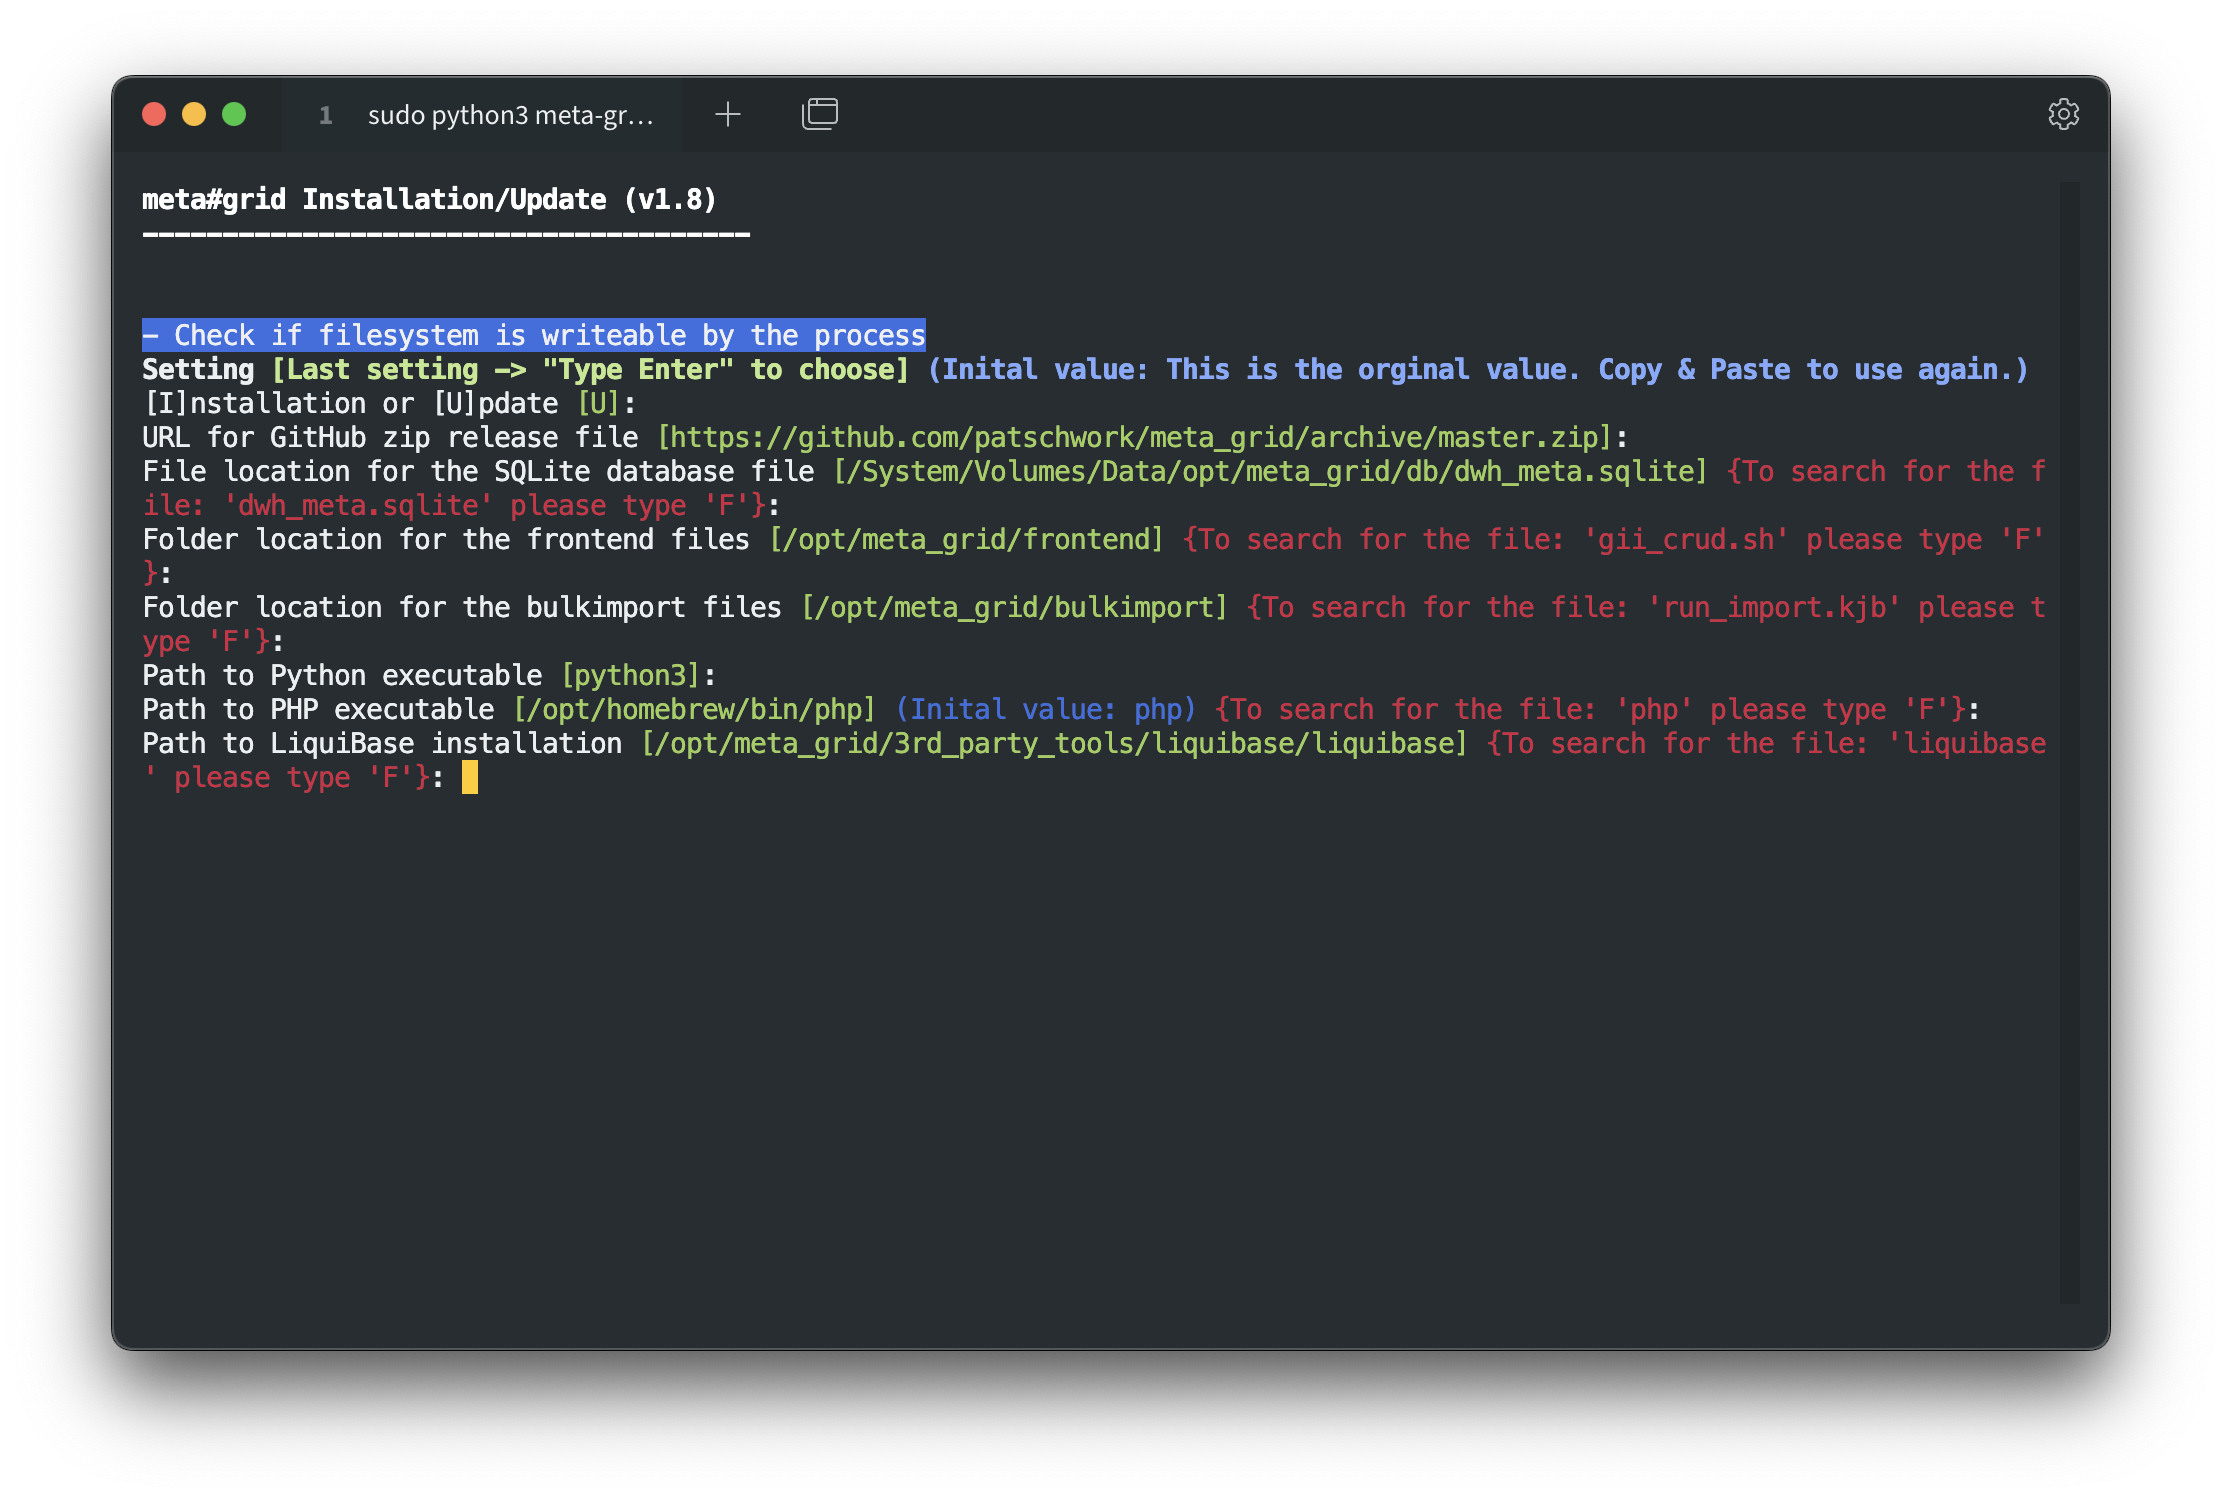 1 sudo python3 meta-gr…
meta#grid Installation/Update (v1.8)
--------------------------------------
- Check if filesystem is writeable by the process
Setting [Last setting -> "Type Enter" to choose] (Inital value: This is the orginal value. Copy & Paste to use again.)
[I]nstallation or [U]pdate [U]:
URL for GitHub zip release file [https://github.com/patschwork/meta_grid/archive/master.zip]:
File location for the SQLite database file [/System/Volumes/Data/opt/meta_grid/db/dwh_meta.sqlite] {To search for the f
ile: 'dwh_meta.sqlite' please type 'F'}:
Folder location for the frontend files [/opt/meta_grid/frontend] {To search for the file: 'gii_crud.sh' please type 'F'
}:
Folder location for the bulkimport files [/opt/meta_grid/bulkimport] {To search for the file: 'run_import.kjb' please t
ype 'F'}:
Path to Python executable [python3]:
Path to PHP executable [/opt/homebrew/bin/php] (Inital value: php) {To search for the file: 'php' please type 'F'}:
Path to LiquiBase installation [/opt/meta_grid/3rd_party_tools/liquibase/liquibase] {To search for the file: 'liquibase
' please type 'F'}: